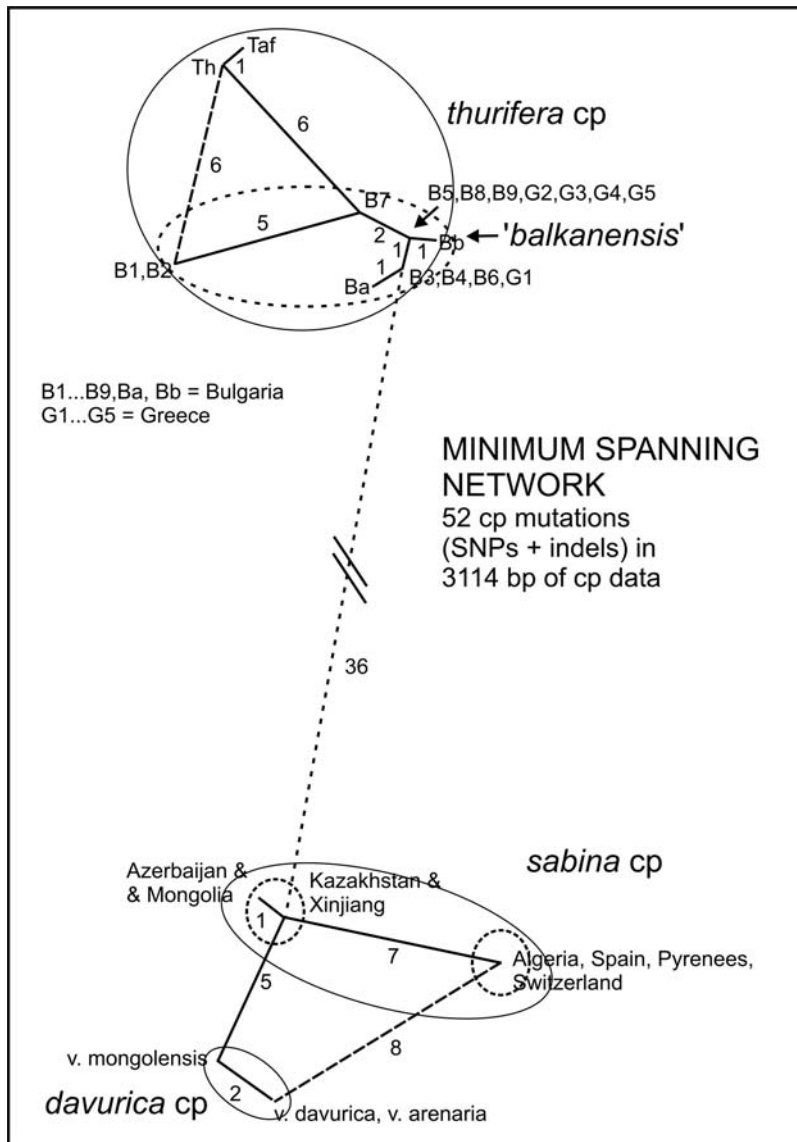 Taf
Th
1
thurifera cp
6
6
B7
B5,B8,B9,G2,G3,G4,G5
5
2
1
1
Bb
'balkanensis'
B1,B2
1
Ba
B3,B4,B6,G1
B1...B9,Ba, Bb = Bulgaria
G1...G5 = Greece
MINIMUM SPANNING
NETWORK
52 cp mutations
(SNPs + indels) in
3114 bp of cp data
36
sabina cp
Azerbaijan &
& Mongolia
Kazakhstan &
Xinjiang
1
7
Algeria, Spain, Pyrenees,
Switzerland
5
8
v. mongolensis
2
davurica cp
v. davurica, v. arenaria